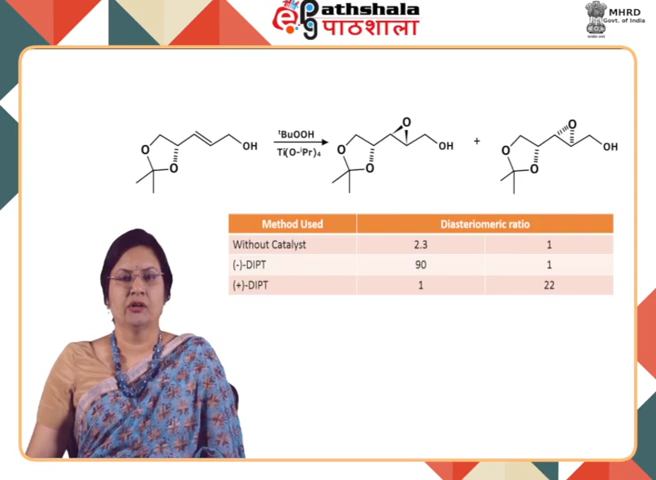 Pathshala
पाठशाला
MHRD
Govt. of India
OH
O
O
ᵗBuOOH
Ti(O-ⁱPr)₄
O
OH
O
O
+
O
OH
O
O
Method Used Diasteriomeric ratio
Without Catalyst 2.3 1
(-)-DIPT 90 1
(+)-DIPT 1 22